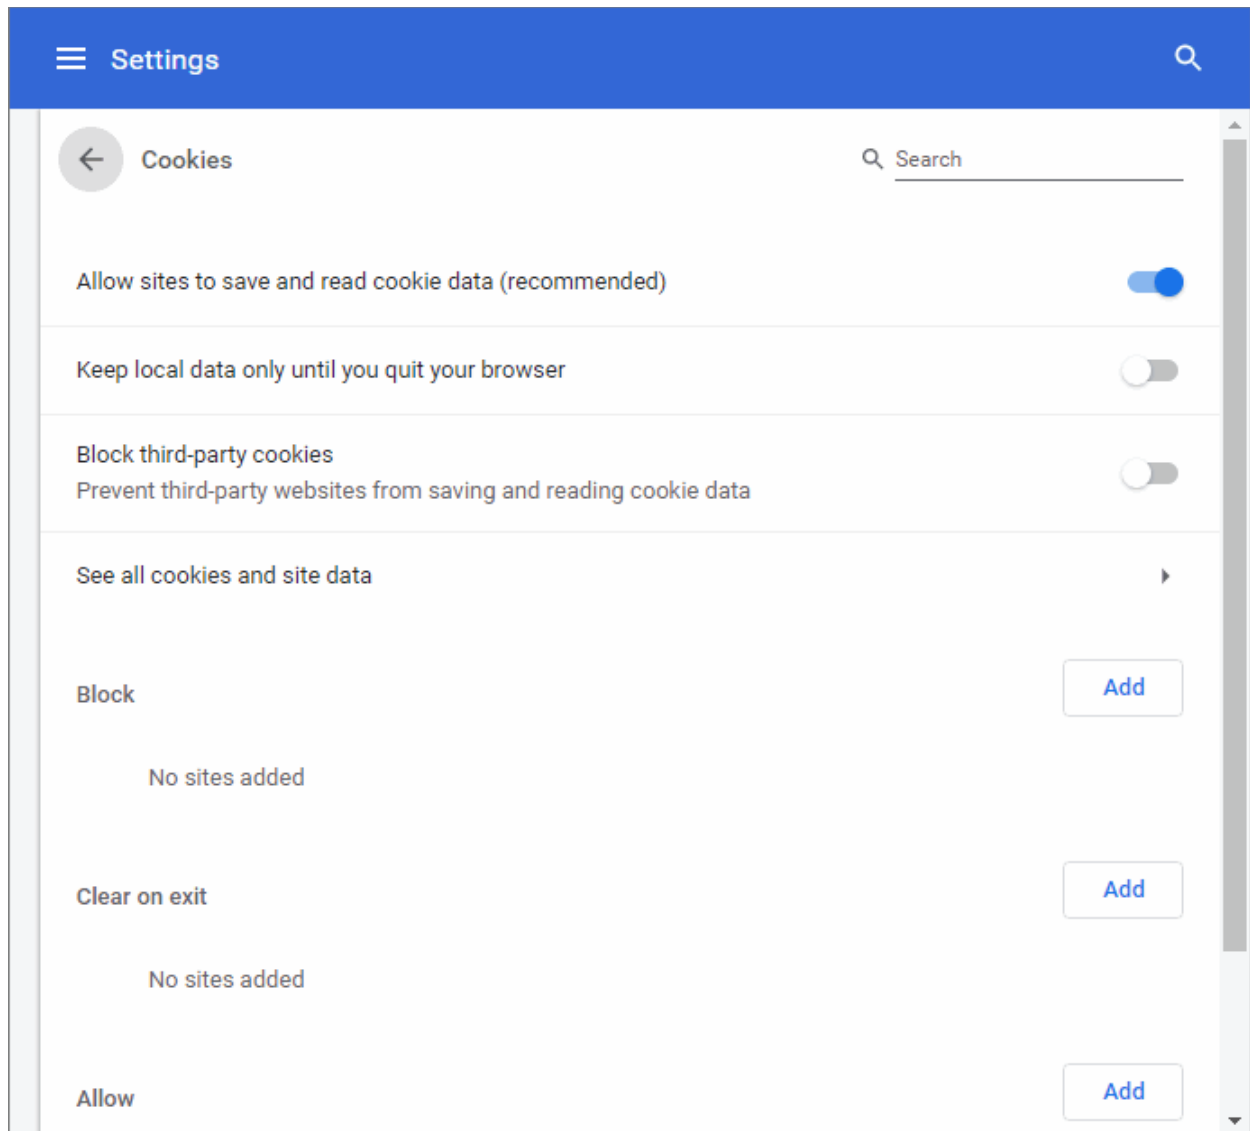 Settings
Cookies
Search
Allow sites to save and read cookie data (recommended)
Keep local data only until you quit your browser
Block third-party cookies
Prevent third-party websites from saving and reading cookie data
See all cookies and site data
Block
Add
No sites added
Clear on exit
Add
No sites added
Allow
Add